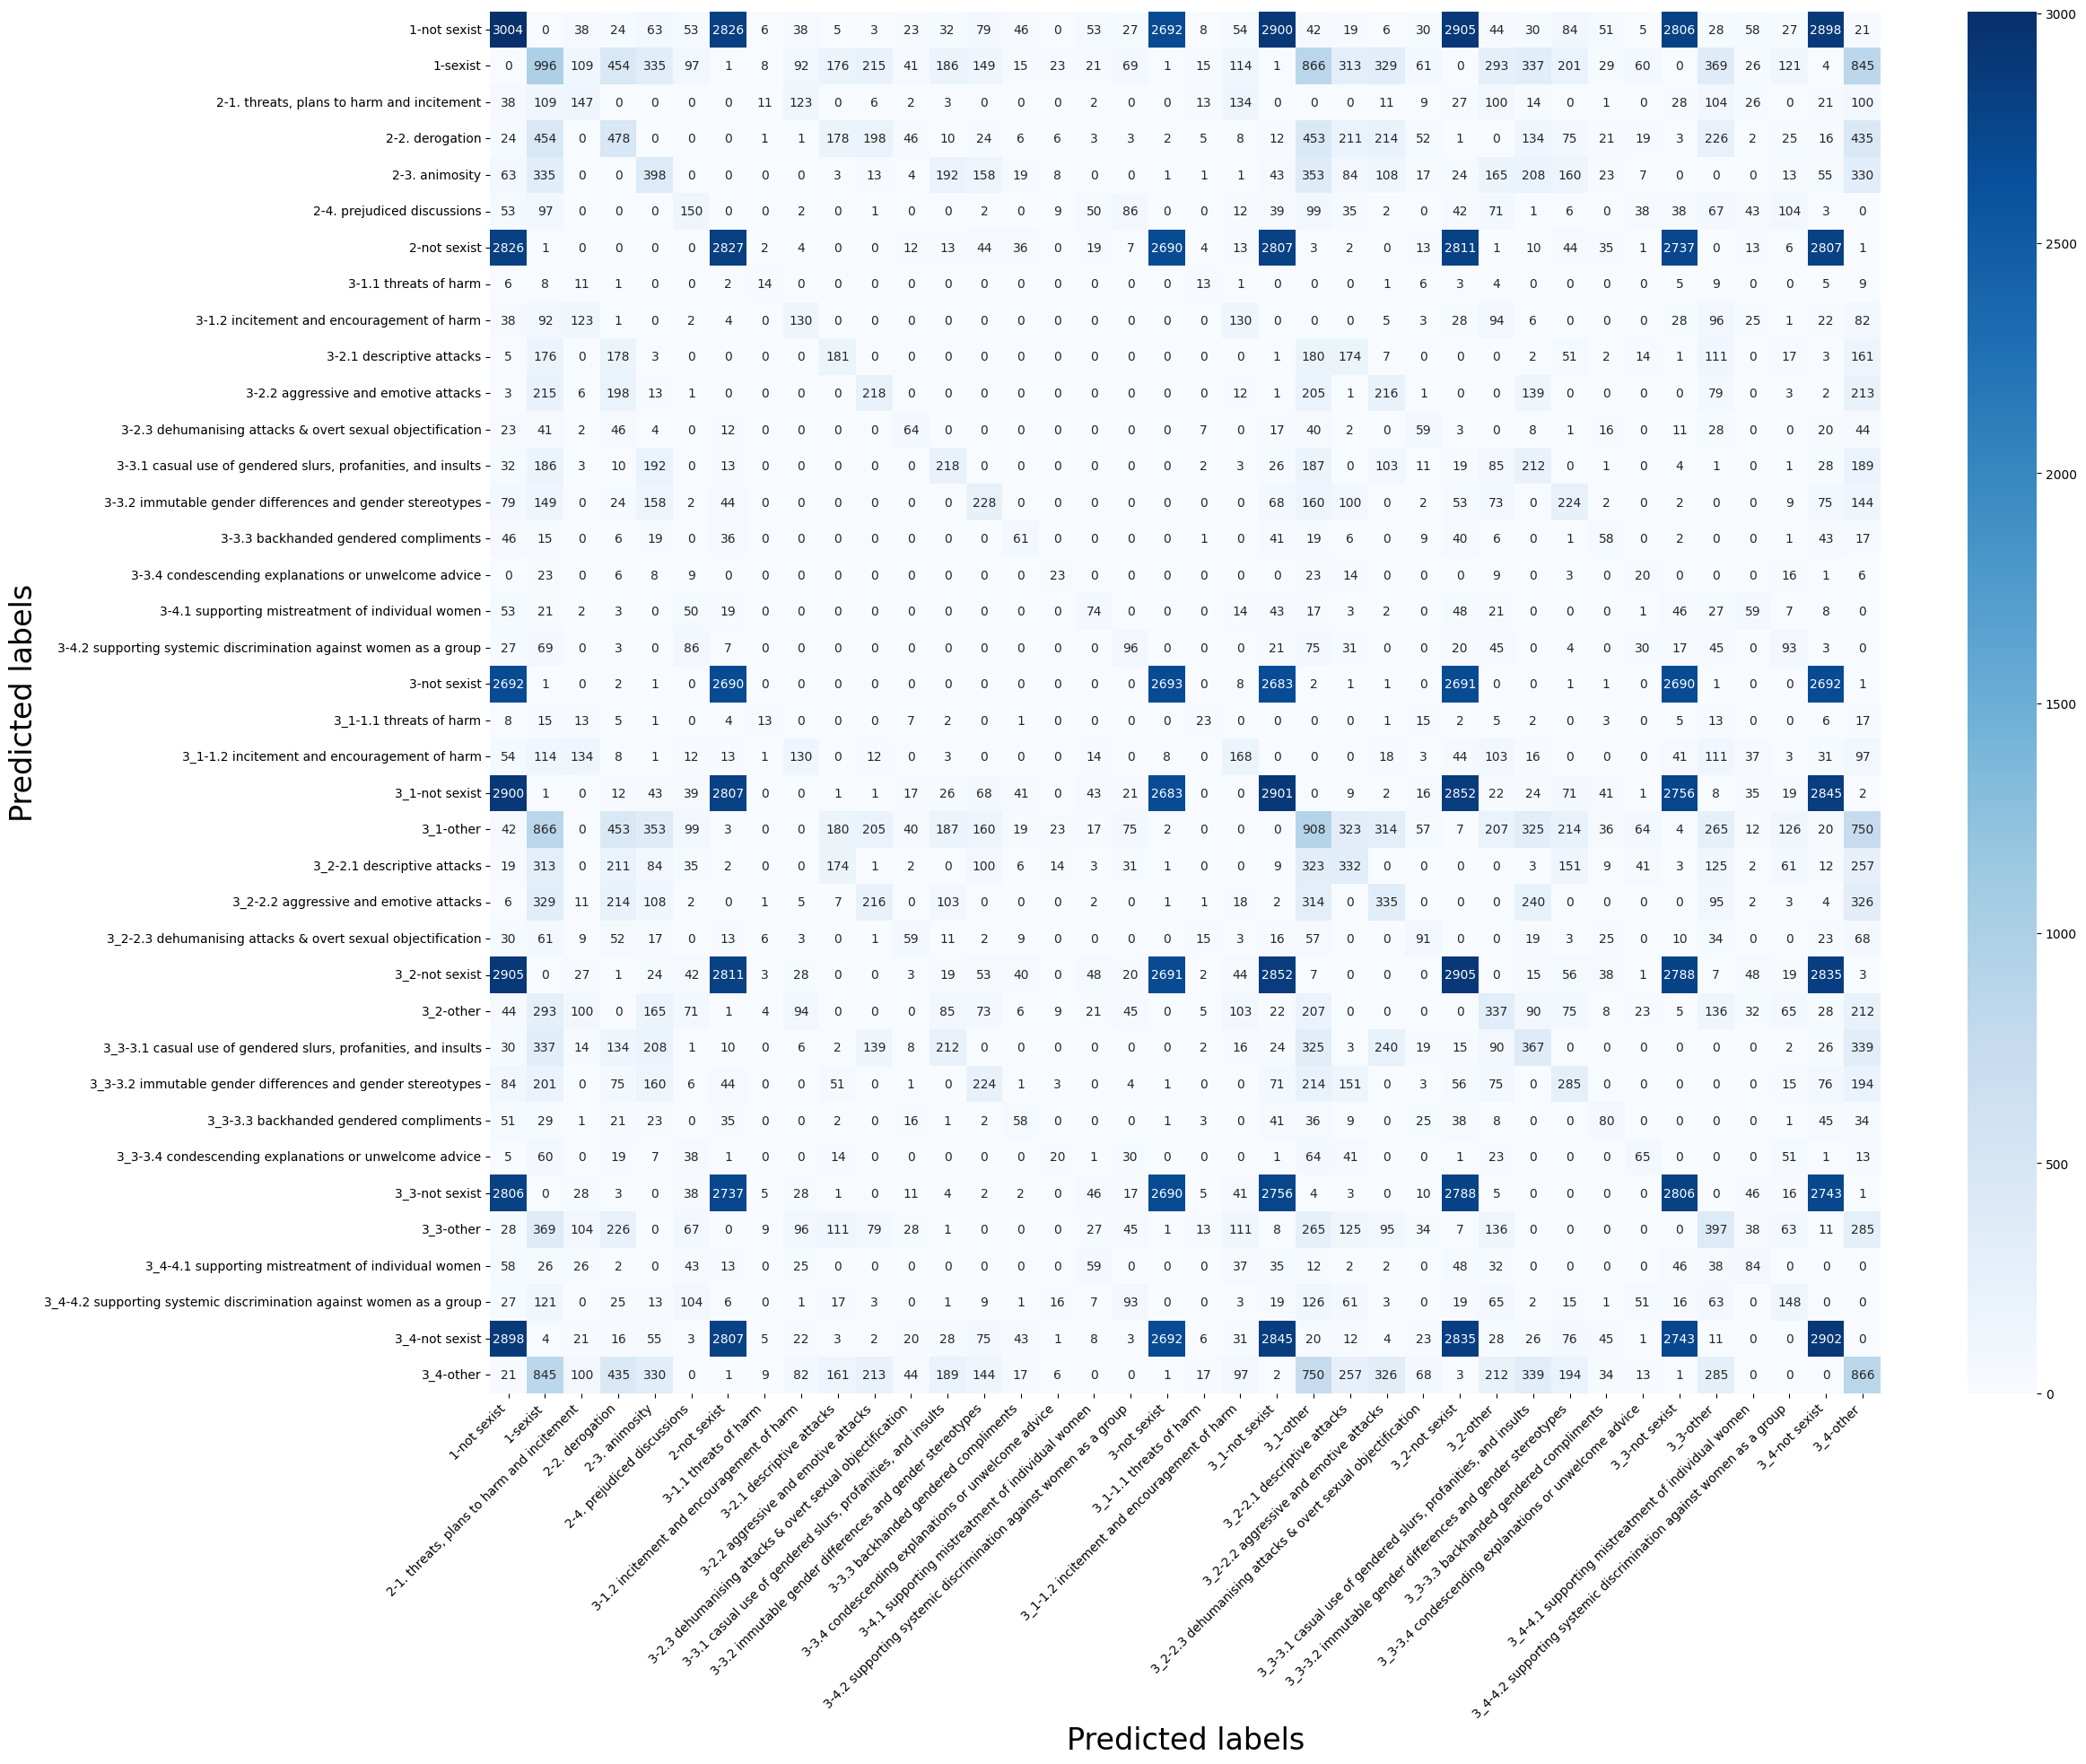 1-not sexist 3004 0 38 24 63 53 2826 6 38 5 3 23 32 79 46 0 53 27 2692 8 54 2900 42 19 6 30 2905 44 30 84 51 5 2806 28 58 27 2898 21
1-sexist 0 996 109 454 335 97 1 8 92 176 215 41 186 149 15 23 21 69 1 15 114 1 866 313 329 61 0 293 337 201 29 60 0 369 26 121 4 845
2-1. threats, plans to harm and incitement 38 109 147 0 0 0 0 11 123 0 6 2 3 0 0 0 2 0 0 13 134 0 0 0 11 9 27 100 14 0 1 0 28 104 26 0 21 100
2-2. derogation 24 454 0 478 0 0 0 1 1 178 198 46 10 24 6 6 3 3 2 5 8 12 453 211 214 52 1 0 134 75 21 19 3 226 2 25 16 435
2-3. animosity 63 335 0 0 398 0 0 0 0 3 13 4 192 158 19 8 0 0 1 1 1 43 353 84 108 17 24 165 208 160 23 7 0 0 0 13 55 330
2-4. prejudiced discussions 53 97 0 0 0 150 0 0 2 0 1 0 0 2 0 9 50 86 0 0 12 39 99 35 2 0 42 71 1 6 0 38 38 67 43 104 3 0
2-not sexist 2826 1 0 0 0 0 2827 2 4 0 0 12 13 44 36 0 19 7 2690 4 13 2807 3 2 0 13 2811 1 10 44 35 1 2737 0 13 6 2807 1
3-1.1 threats of harm 6 8 11 1 0 0 2 14 0 0 0 0 0 0 0 0 0 0 0 13 1 0 0 0 1 6 3 4 0 0 0 0 5 9 0 0 5 9
3-1.2 incitement and encouragement of harm 38 92 123 1 0 2 4 0 130 0 0 0 0 0 0 0 0 0 0 0 130 0 0 0 5 3 28 94 6 0 0 0 28 96 25 1 22 82
3-2.1 descriptive attacks 5 176 0 178 3 0 0 0 0 181 0 0 0 0 0 0 0 0 0 0 0 1 180 174 7 0 0 0 2 51 2 14 1 111 0 17 3 161
3-2.2 aggressive and emotive attacks 3 215 6 198 13 1 0 0 0 0 218 0 0 0 0 0 0 0 0 0 12 1 205 1 216 1 0 0 139 0 0 0 0 79 0 3 2 213
3-2.3 dehumanising attacks & overt sexual objectification 23 41 2 46 4 0 12 0 0 0 0 64 0 0 0 0 0 0 0 7 0 17 40 2 0 59 3 0 8 1 16 0 11 28 0 0 20 44
3-3.1 casual use of gendered slurs, profanities, and insults 32 186 3 10 192 0 13 0 0 0 0 0 218 0 0 0 0 0 0 2 3 26 187 0 103 11 19 85 212 0 1 0 4 1 0 1 28 189
3-3.2 immutable gender differences and gender stereotypes 79 149 0 24 158 2 44 0 0 0 0 0 0 228 0 0 0 0 0 0 0 68 160 100 0 2 53 73 0 224 2 0 2 0 0 9 75 144
3-3.3 backhanded gendered compliments 46 15 0 6 19 0 36 0 0 0 0 0 0 0 61 0 0 0 0 1 0 41 19 6 0 9 40 6 0 1 58 0 2 0 0 1 43 17
3-3.4 condescending explanations or unwelcome advice 0 23 0 6 8 9 0 0 0 0 0 0 0 0 0 23 0 0 0 0 0 0 23 14 0 0 0 9 0 3 0 20 0 0 0 16 1 6
3-4.1 supporting mistreatment of individual women 53 21 2 3 0 50 19 0 0 0 0 0 0 0 0 0 74 0 0 0 14 43 17 3 2 0 48 21 0 0 0 1 46 27 59 7 8 0
3-4.2 supporting systemic discrimination against women as a group 27 69 0 3 0 86 7 0 0 0 0 0 0 0 0 0 0 96 0 0 0 21 75 31 0 0 20 45 0 4 0 30 17 45 0 93 3 0
3-not sexist 2692 1 0 2 1 0 2690 0 0 0 0 0 0 0 0 0 0 0 2693 0 8 2683 2 1 1 0 2691 0 0 1 1 0 2690 1 0 0 2692 1
3_1-1.1 threats of harm 8 15 13 5 1 0 4 13 0 0 0 7 2 0 1 0 0 0 0 23 0 0 0 0 1 15 2 5 2 0 3 0 5 13 0 0 6 17
3_1-1.2 incitement and encouragement of harm 54 114 134 8 1 12 13 1 130 0 12 0 3 0 0 0 14 0 8 0 168 0 0 0 18 3 44 103 16 0 0 0 41 111 37 3 31 97
3_1-not sexist 2900 1 0 12 43 39 2807 0 0 1 1 17 26 68 41 0 43 21 2683 0 0 2901 0 9 2 16 2852 22 24 71 41 1 2756 8 35 19 2845 2
3_1-other 42 866 0 453 353 99 3 0 0 180 205 40 187 160 19 23 17 75 2 0 0 0 908 323 314 57 7 207 325 214 36 64 4 265 12 126 20 750
3_2-2.1 descriptive attacks 19 313 0 211 84 35 2 0 0 174 1 2 0 100 6 14 3 31 1 0 0 9 323 332 0 0 0 0 3 151 9 41 3 125 2 61 12 257
3_2-2.2 aggressive and emotive attacks 6 329 11 214 108 2 0 1 5 7 216 0 103 0 0 0 2 0 1 1 18 2 314 0 335 0 0 0 240 0 0 0 0 95 2 3 4 326
3_2-2.3 dehumanising attacks & overt sexual objectification 30 61 9 52 17 0 13 6 3 0 1 59 11 2 9 0 0 0 0 15 3 16 57 0 0 91 0 0 19 3 25 0 10 34 0 0 23 68
3_2-not sexist 2905 0 27 1 24 42 2811 3 28 0 0 3 19 53 40 0 48 20 2691 2 44 2852 7 0 0 0 2905 0 15 56 38 1 2788 7 48 19 2835 3
3_2-other 44 293 100 0 165 71 1 4 94 0 0 0 85 73 6 9 21 45 0 5 103 22 207 0 0 0 0 337 90 75 8 23 5 136 32 65 28 212
3_3-3.1 casual use of gendered slurs, profanities, and insults 30 337 14 134 208 1 10 0 6 2 139 8 212 0 0 0 0 0 0 2 16 24 325 3 240 19 15 90 367 0 0 0 0 0 0 2 26 339
3_3-3.2 immutable gender differences and gender stereotypes 84 201 0 75 160 6 44 0 0 51 0 1 0 224 1 3 0 4 1 0 0 71 214 151 0 3 56 75 0 285 0 0 0 0 0 15 76 194
3_3-3.3 backhanded gendered compliments 51 29 1 21 23 0 35 0 0 2 0 16 1 2 58 0 0 0 1 3 0 41 36 9 0 25 38 8 0 0 80 0 0 0 0 1 45 34
3_3-3.4 condescending explanations or unwelcome advice 5 60 0 19 7 38 1 0 0 14 0 0 0 0 0 20 1 30 0 0 0 1 64 41 0 0 1 23 0 0 0 65 0 0 0 51 1 13
3_3-not sexist 2806 0 28 3 0 38 2737 5 28 1 0 11 4 2 2 0 46 17 2690 5 41 2756 4 3 0 10 2788 5 0 0 0 0 2806 0 46 16 2743 1
3_3-other 28 369 104 226 0 67 0 9 96 111 79 28 1 0 0 0 27 45 1 13 111 8 265 125 95 34 7 136 0 0 0 0 0 397 38 63 11 285
3_4-4.1 supporting mistreatment of individual women 58 26 26 2 0 43 13 0 25 0 0 0 0 0 0 0 59 0 0 0 37 35 12 2 2 0 48 32 0 0 0 0 46 38 84 0 0 0
3_4-4.2 supporting systemic discrimination against women as a group 27 121 0 25 13 104 6 0 1 17 3 0 1 9 1 16 7 93 0 0 3 19 126 61 3 0 19 65 2 15 1 51 16 63 0 148 0 0
3_4-not sexist 2898 4 21 16 55 3 2807 5 22 3 2 20 28 75 43 1 8 3 2692 6 31 2845 20 12 4 23 2835 28 26 76 45 1 2743 11 0 0 2902 0
3_4-other 21 845 100 435 330 0 1 9 82 161 213 44 189 144 17 6 0 0 1 17 97 2 750 257 326 68 3 212 339 194 34 13 1 285 0 0 0 866
Predicted labels
1-not sexist
1-sexist
2-1. threats, plans to harm and incitement
2-2. derogation
2-3. animosity
2-4. prejudiced discussions
2-not sexist
3-1.1 threats of harm
3-1.2 incitement and encouragement of harm
3-2.1 descriptive attacks
3-2.2 aggressive and emotive attacks
3-2.3 dehumanising attacks & overt sexual objectification
3-3.1 casual use of gendered slurs, profanities, and insults
3-3.2 immutable gender differences and gender stereotypes
3-3.3 backhanded gendered compliments
3-3.4 condescending explanations or unwelcome advice
3-4.1 supporting mistreatment of individual women
3-4.2 supporting systemic discrimination against women as a group
3-not sexist
3_1-1.1 threats of harm
3_1-1.2 incitement and encouragement of harm
3_1-not sexist
3_1-other
3_2-2.1 descriptive attacks
3_2-2.2 aggressive and emotive attacks
3_2-2.3 dehumanising attacks & overt sexual objectification
3_2-not sexist
3_2-other
3_3-3.1 casual use of gendered slurs, profanities, and insults
3_3-3.2 immutable gender differences and gender stereotypes
3_3-3.3 backhanded gendered compliments
3_3-3.4 condescending explanations or unwelcome advice
3_3-not sexist
3_3-other
3_4-4.1 supporting mistreatment of individual women
3_4-4.2 supporting systemic discrimination against women as a group
3_4-not sexist
3_4-other
Predicted labels
3000
2500
2000
1500
1000
500
0